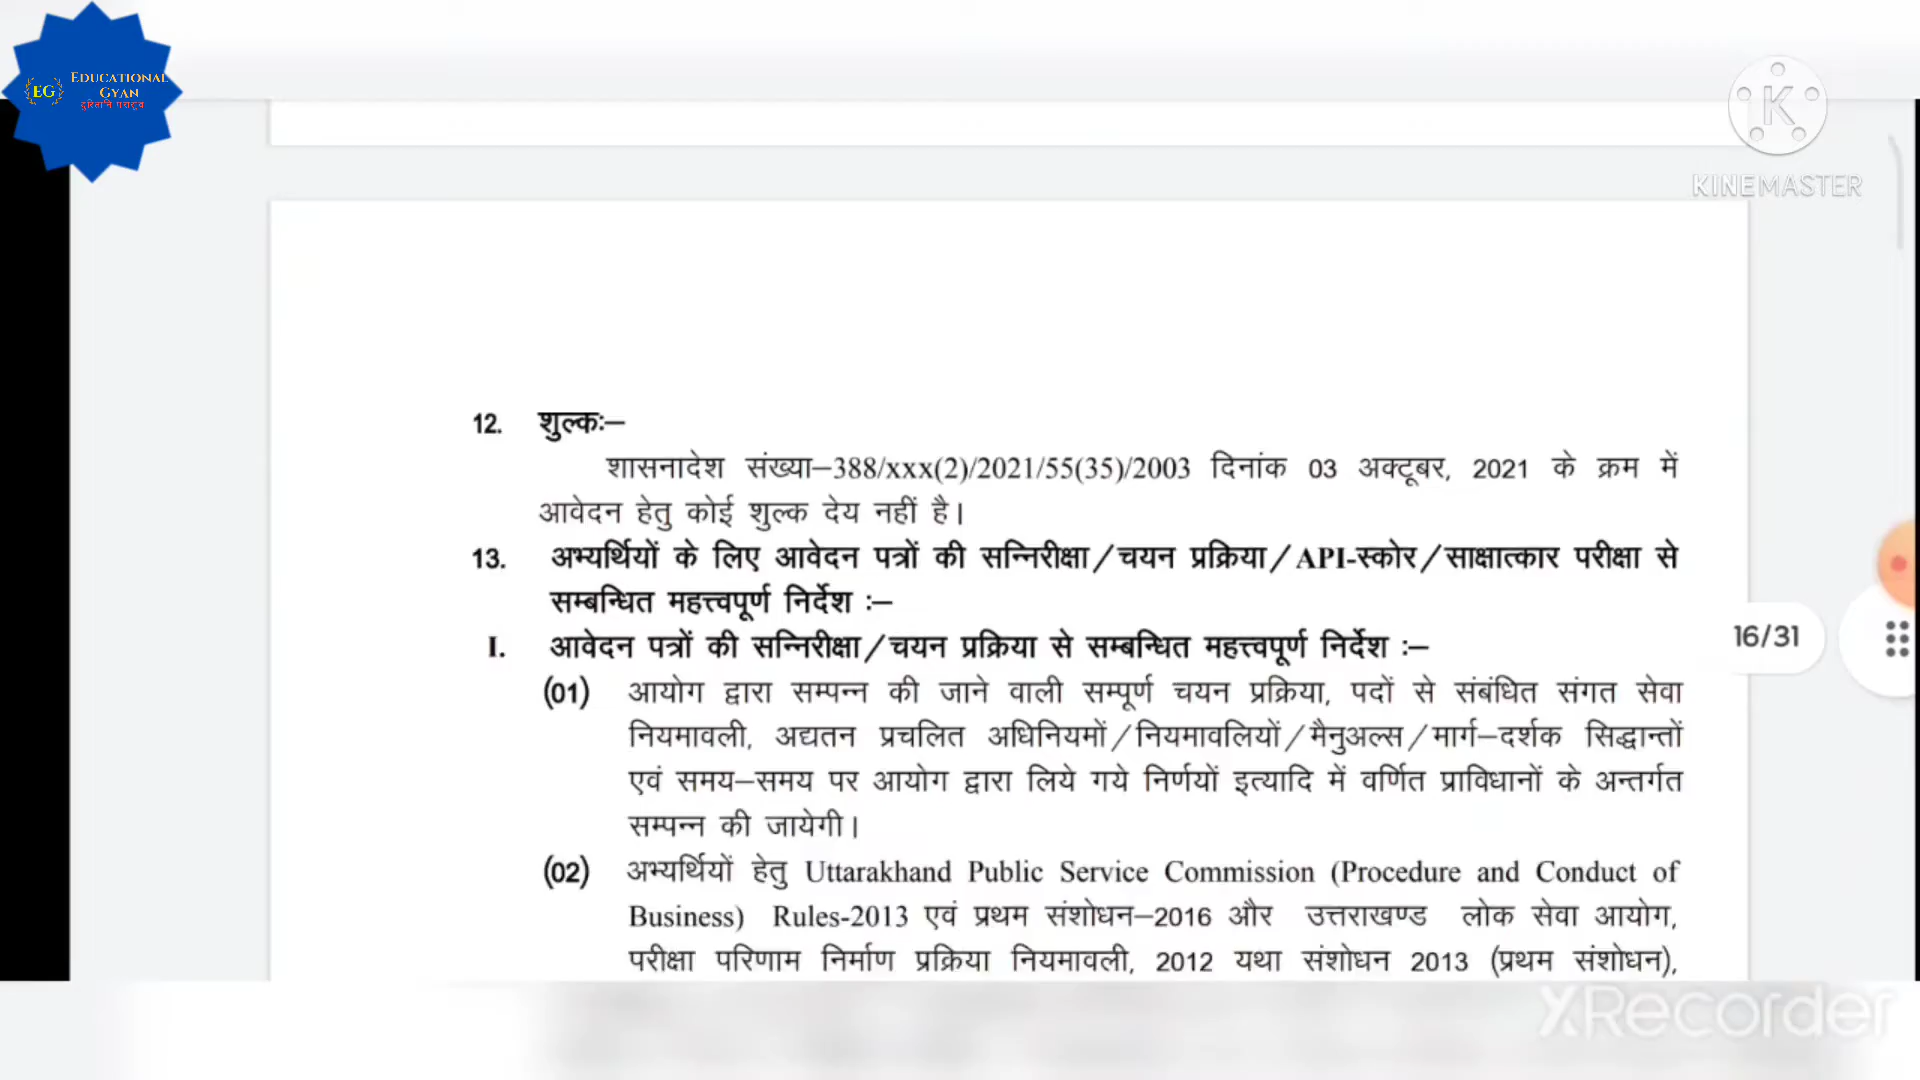 EDUCATIONAL
EG
GYAN
K
KINEMASTER
12. शुल्कः–
शासनादेश संख्या–388/xxx(2)/2021/55(35)/2003 दिनांक 03 अक्टूबर, 2021 के क्रम में
आवेदन हेतु कोई शुल्क देय नहीं है।
13. अभ्यर्थियों के लिए आवेदन पत्रों की सन्निरीक्षा/चयन प्रक्रिया/API-स्कोर/साक्षात्कार परीक्षा से
सम्बन्धित महत्त्वपूर्ण निर्देश :–
I. आवेदन पत्रों की सन्निरीक्षा/चयन प्रक्रिया से सम्बन्धित महत्त्वपूर्ण निर्देश :–
16/31
(01) आयोग द्वारा सम्पन्न की जाने वाली सम्पूर्ण चयन प्रक्रिया, पदों से संबंधित संगत सेवा
नियमावली, अद्यतन प्रचलित अधिनियमों/नियमावलियों/मैनुअल्स/मार्ग–दर्शक सिद्धान्तों
एवं समय–समय पर आयोग द्वारा लिये गये निर्णयों इत्यादि में वर्णित प्राविधानों के अन्तर्गत
सम्पन्न की जायेगी।
(02) अभ्यर्थियों हेतु Uttarakhand Public Service Commission (Procedure and Conduct of
Business) Rules-2013 एवं प्रथम संशोधन–2016 और उत्तराखण्ड लोक सेवा आयोग,
परीक्षा परिणाम निर्माण प्रक्रिया नियमावली, 2012 यथा संशोधन 2013 (प्रथम संशोधन),
XRecorder